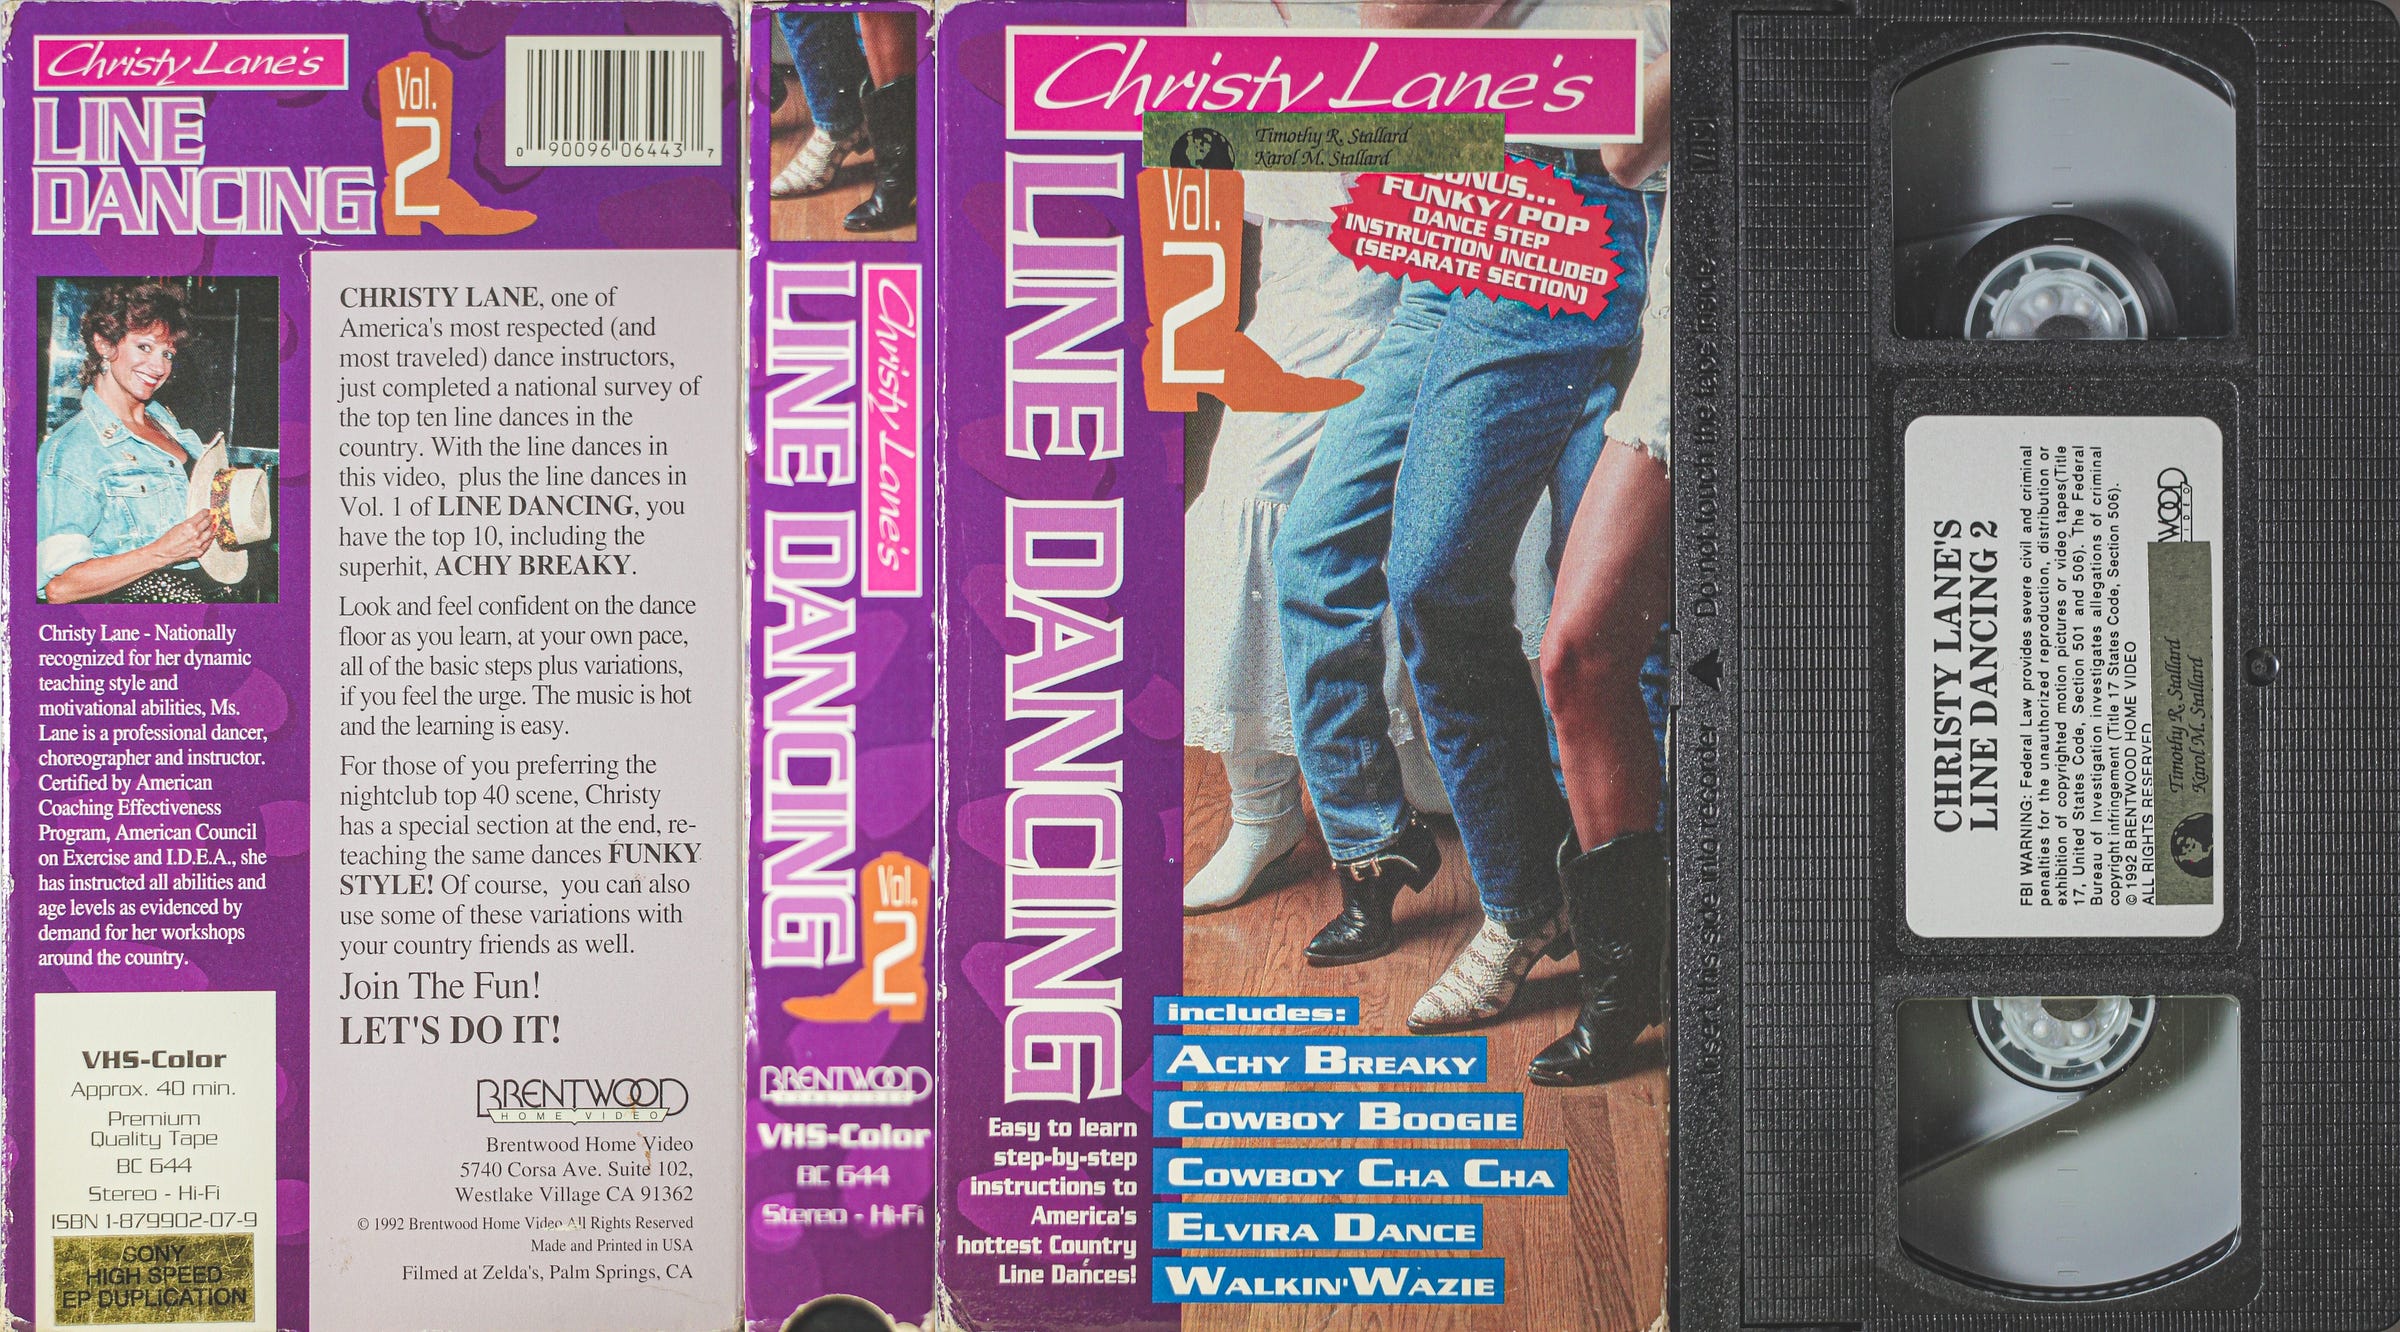 Christy Lane's
LINE
DANCING
Vol.
2
0 90096 06443 7
CHRISTY LANE, one of
America's most respected (and
most traveled) dance instructors,
just completed a national survey of
the top ten line dances in the
country. With the line dances in
this video, plus the line dances in
Vol. 1 of LINE DANCING, you
have the top 10, including the
superhit, ACHY BREAKY.
Look and feel confident on the dance
floor as you learn, at your own pace,
all of the basic steps plus variations,
if you feel the urge. The music is hot
and the learning is easy.
For those of you preferring the
nightclub top 40 scene, Christy
has a special section at the end, re-
teaching the same dances FUNKY
STYLE! Of course, you can also
use some of these variations with
your country friends as well.
Join The Fun!
LET'S DO IT!
Christy Lane - Nationally
recognized for her dynamic
teaching style and
motivational abilities, Ms.
Lane is a professional dancer,
choreographer and instructor.
Certified by American
Coaching Effectiveness
Program, American Council
on Exercise and I.D.E.A., she
has instructed all abilities and
age levels as evidenced by
demand for her workshops
around the country.
VHS-Color
Approx. 40 min.
Premium
Quality Tape
BC 644
Stereo - Hi-Fi
ISBN 1-879902-07-9
SONY
HIGH SPEED
EP DUPLICATION
BRENTWOOD
HOME VIDEO
Brentwood Home Video
5740 Corsa Ave. Suite 102,
Westlake Village CA 91362
© 1992 Brentwood Home Video All Rights Reserved
Made and Printed in USA
Filmed at Zelda's, Palm Springs, CA
Christy Lane's
LINE DANCING
Vol.
2
BRENTWOOD
HOME VIDEO
VHS-Color
BC 644
Stereo - Hi-Fi
Christy Lane's
Timothy R. Stallard
Karol M. Stallard
LINE DANCING
Vol.
2
BONUS...
FUNKY/POP
DANCE STEP
INSTRUCTION INCLUDED
(SEPARATE SECTION)
includes:
ACHY BREAKY
COWBOY BOOGIE
COWBOY CHA CHA
ELVIRA DANCE
WALKIN' WAZIE
Easy to learn
step-by-step
instructions to
America's
hottest Country
Line Dances!
Insert this side into recorder ▲ Do not touch the tape inside
VHS
CHRISTY LANE'S
LINE DANCING 2
FBI WARNING: Federal Law provides severe civil and criminal
penalties for the unauthorized reproduction, distribution or
exhibition of copyrighted motion pictures or video tapes(Title
17, United States Code, Section 501 and 506). The Federal
Bureau of Investigation investigates allegations of criminal
copyright infringement (Title 17 States Code, Section 506).
© 1992 BRENTWOOD HOME VIDEO
ALL RIGHTS RESERVED
WOOD
VIDEO
Timothy R. Stallard
Karol M. Stallard